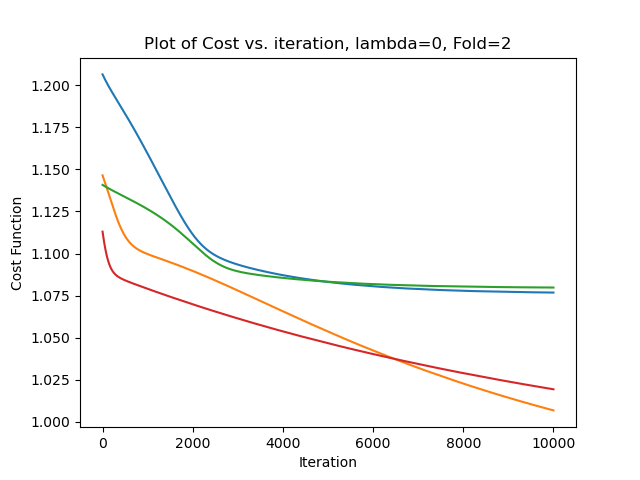 Plot of Cost vs. iteration, lambda=0, Fold=2
1.200
1.175
1.150
1.125
1.100
1.075
1.050
1.025
1.000
Cost Function
0 2000 4000 6000 8000 10000
Iteration